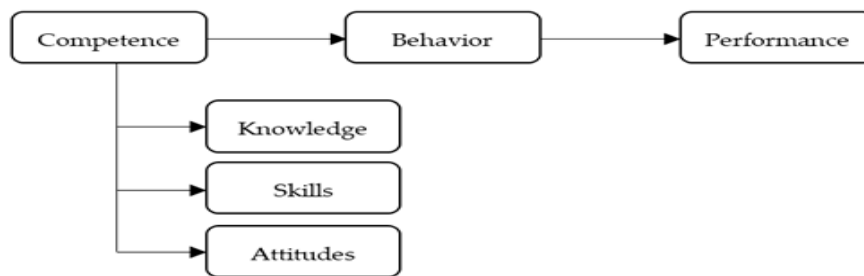 Competence
Behavior
Performance
Knowledge
Skills
Attitudes